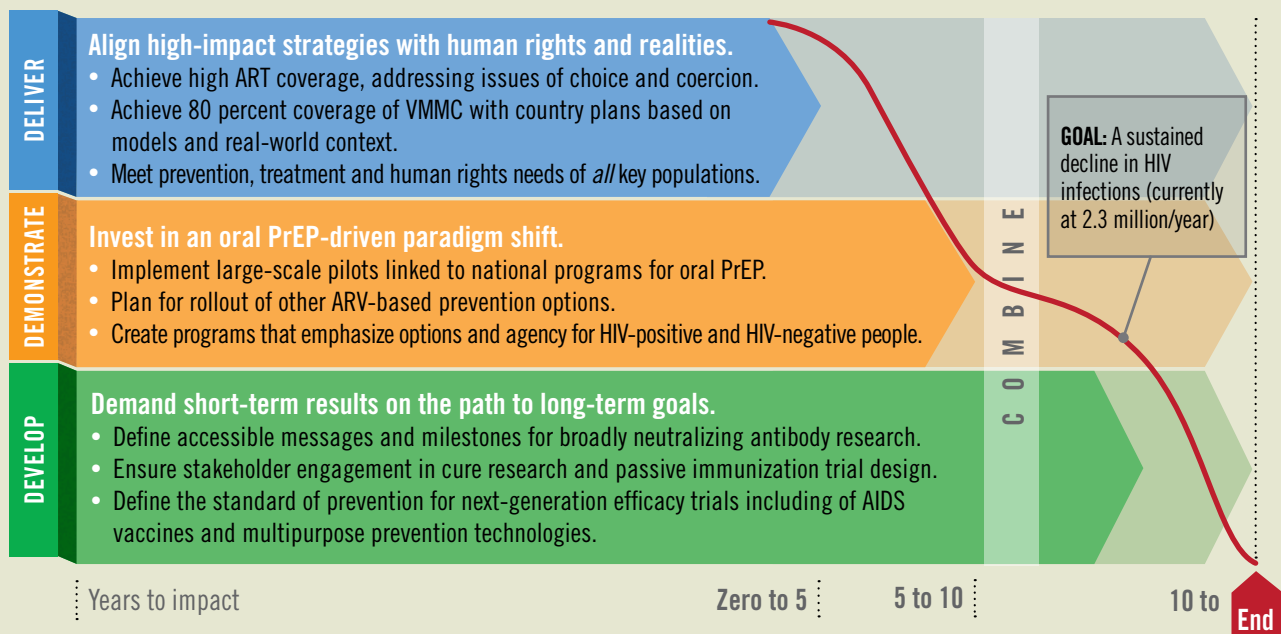 DELIVER
Align high-impact strategies with human rights and realities.
• Achieve high ART coverage, addressing issues of choice and coercion.
• Achieve 80 percent coverage of VMMC with country plans based on
models and real-world context.
• Meet prevention, treatment and human rights needs of all key populations.
DEMONSTRATE
Invest in an oral PrEP-driven paradigm shift.
• Implement large-scale pilots linked to national programs for oral PrEP.
• Plan for rollout of other ARV-based prevention options.
• Create programs that emphasize options and agency for HIV-positive and HIV-negative people.
DEVELOP
Demand short-term results on the path to long-term goals.
• Define accessible messages and milestones for broadly neutralizing antibody research.
• Ensure stakeholder engagement in cure research and passive immunization trial design.
• Define the standard of prevention for next-generation efficacy trials including of AIDS
vaccines and multipurpose prevention technologies.
COMBINE
GOAL: A sustained
decline in HIV
infections (currently
at 2.3 million/year)
Years to impact
Zero to 5
5 to 10
10 to
End